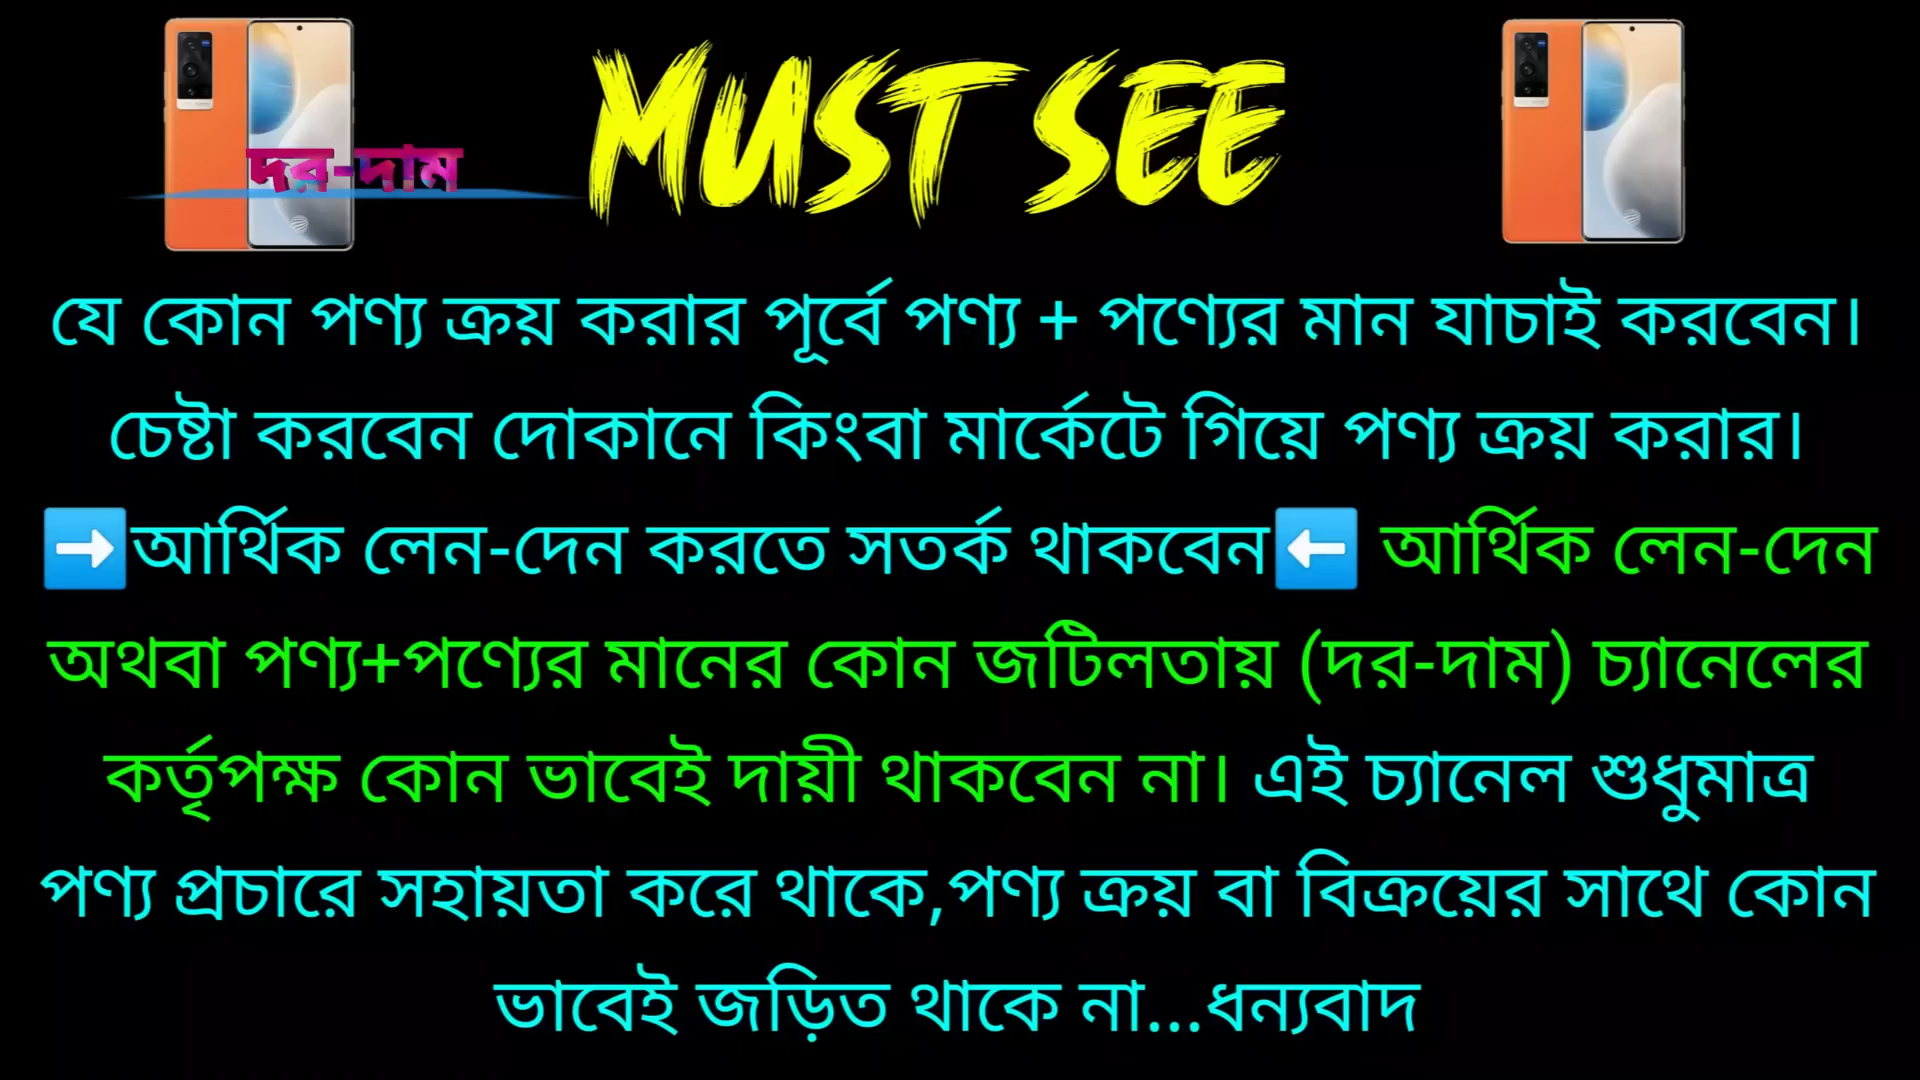 MUST SEE
দর-দাম
যে কোন পণ্য ক্রয় করার পূর্বে পণ্য + পণ্যের মান যাচাই করবেন।
চেষ্টা করবেন দোকানে কিংবা মার্কেটে গিয়ে পণ্য ক্রয় করার।
➡️আর্থিক লেন-দেন করতে সতর্ক থাকবেন⬅️ আর্থিক লেন-দেন
অথবা পণ্য+পণ্যের মানের কোন জটিলতায় (দর-দাম) চ্যানেলের
কর্তৃপক্ষ কোন ভাবেই দায়ী থাকবেন না। এই চ্যানেল শুধুমাত্র
পণ্য প্রচারে সহায়তা করে থাকে,পণ্য ক্রয় বা বিক্রয়ের সাথে কোন
ভাবেই জড়িত থাকে না...ধন্যবাদ